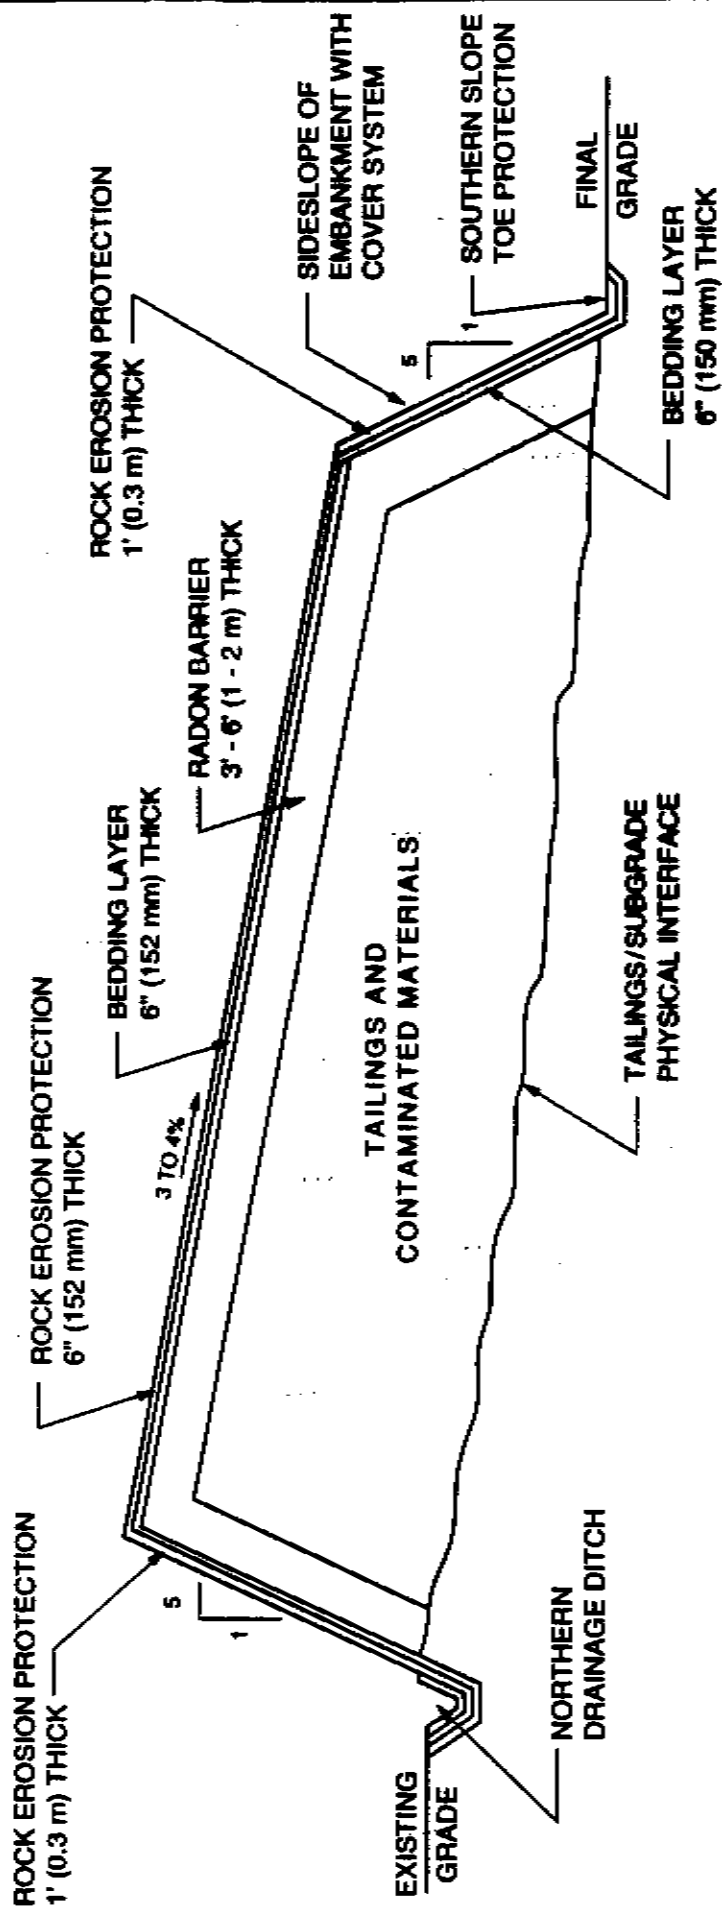 ROCK EROSION PROTECTION
1' (0.3 m) THICK
ROCK EROSION PROTECTION
6" (152 mm) THICK
BEDDING LAYER
6" (152 mm) THICK
RADON BARRIER
3' - 6' (1 - 2 m) THICK
ROCK EROSION PROTECTION
1' (0.3 m) THICK
SIDESLOPE OF
EMBANKMENT WITH
COVER SYSTEM
SOUTHERN SLOPE
TOE PROTECTION
3 TO 4%
5
1
5
1
TAILINGS AND
CONTAMINATED MATERIALS
EXISTING
GRADE
FINAL
GRADE
NORTHERN
DRAINAGE DITCH
TAILINGS/SUBGRADE
PHYSICAL INTERFACE
BEDDING LAYER
6" (150 mm) THICK